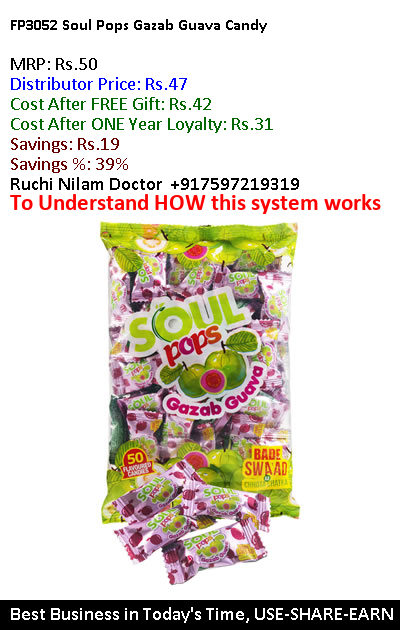 FP3052 Soul Pops Gazab Guava Candy
MRP: Rs.50
Distributor Price: Rs.47
Cost After FREE Gift: Rs.42
Cost After ONE Year Loyalty: Rs.31
Savings: Rs.19
Savings %: 39%
Ruchi Nilam Doctor +917597219319
To Understand HOW this system works
SOUL
pops
Gazab Guava
50
FLAVOURED
CANDIES
BADE
SWAAD
Best Business in Today's Time, USE-SHARE-EARN